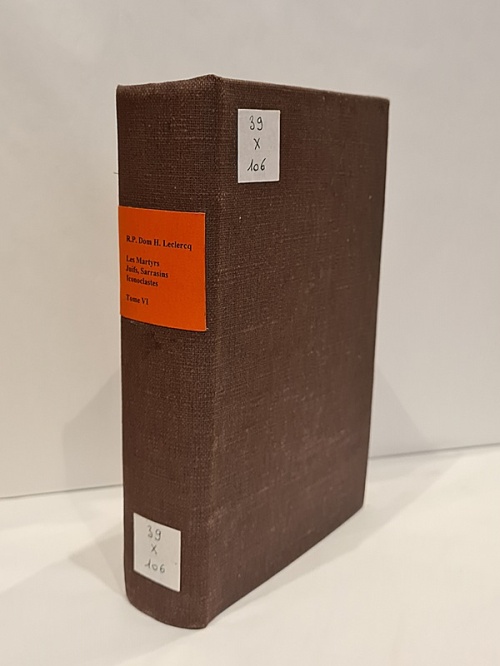 39
X
106
R.P. Dom H. Leclercq
Les Martyrs
Juifs, Sarrasins
Iconoclastes
Tome VI
39
X
106